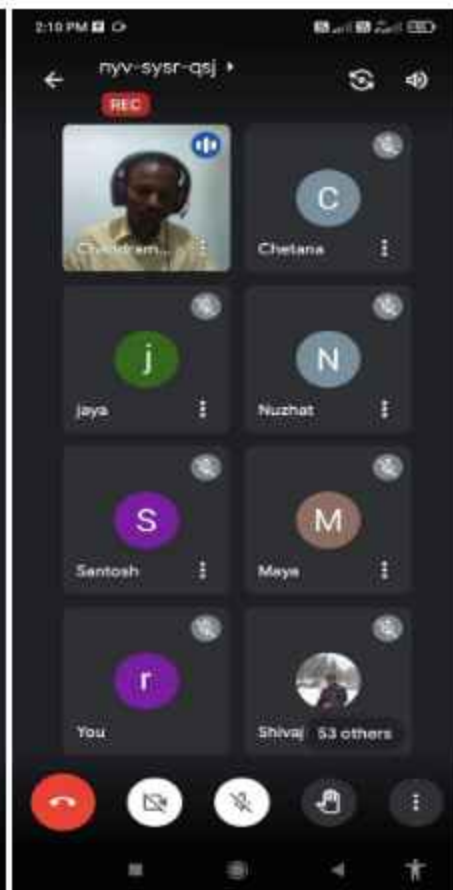 2:10 PM
nyv-sysr-qsj
REC
C
Chetana
j
jaya
N
Nuzhat
S
Santosh
M
Maya
r
You
Shivaj
53 others